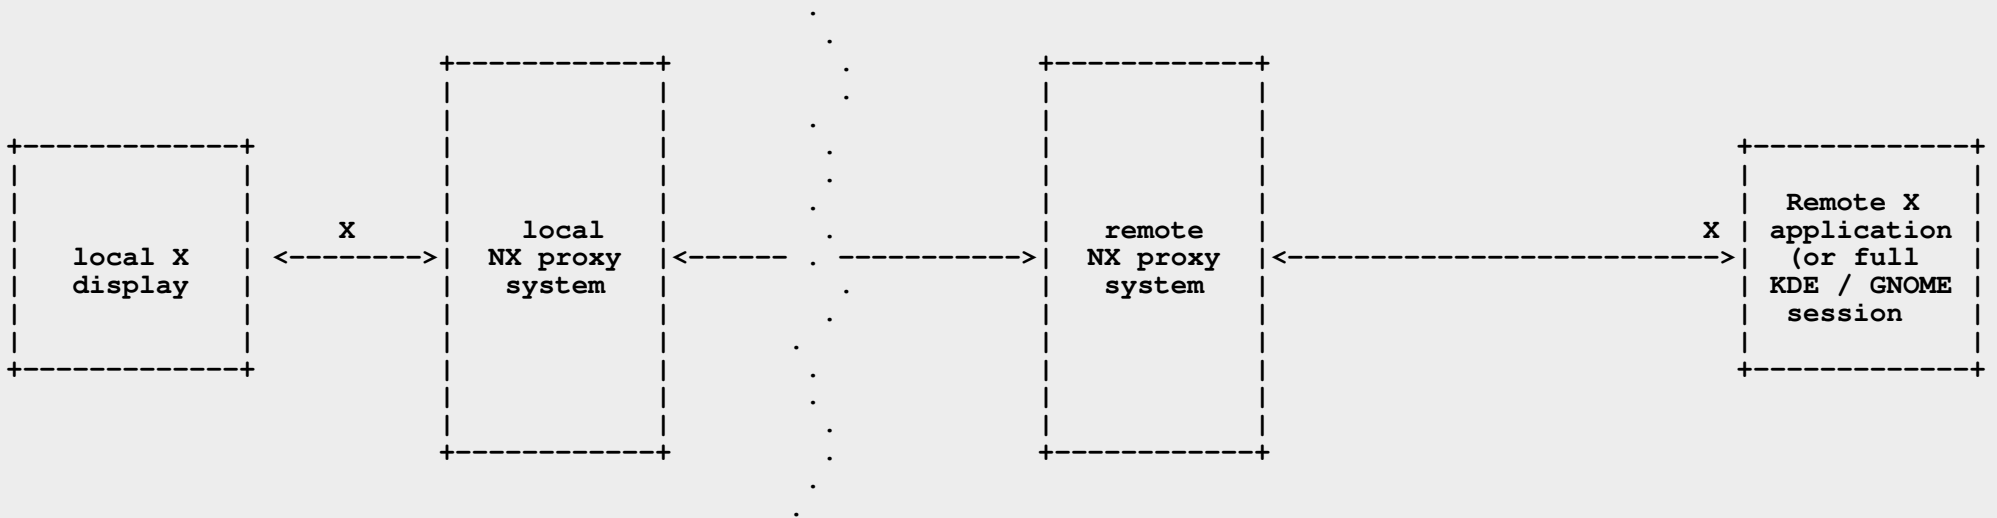 X
local X
display
local
NX proxy
system
remote
NX proxy
system
X
Remote X
application
(or full
KDE / GNOME
session